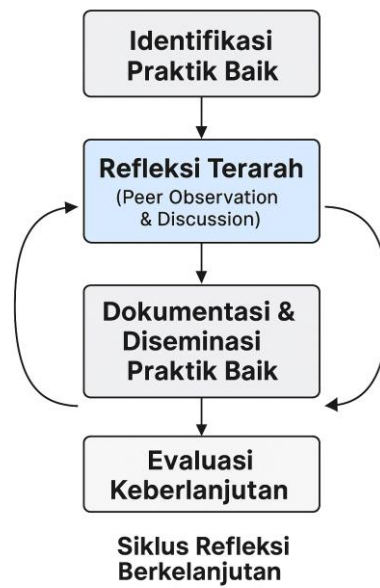 Identifikasi
Praktik Baik
Refleksi Terarah
(Peer Observation
& Discussion)
Dokumentasi &
Diseminasi
Praktik Baik
Evaluasi
Keberlanjutan
Siklus Refleksi
Berkelanjutan